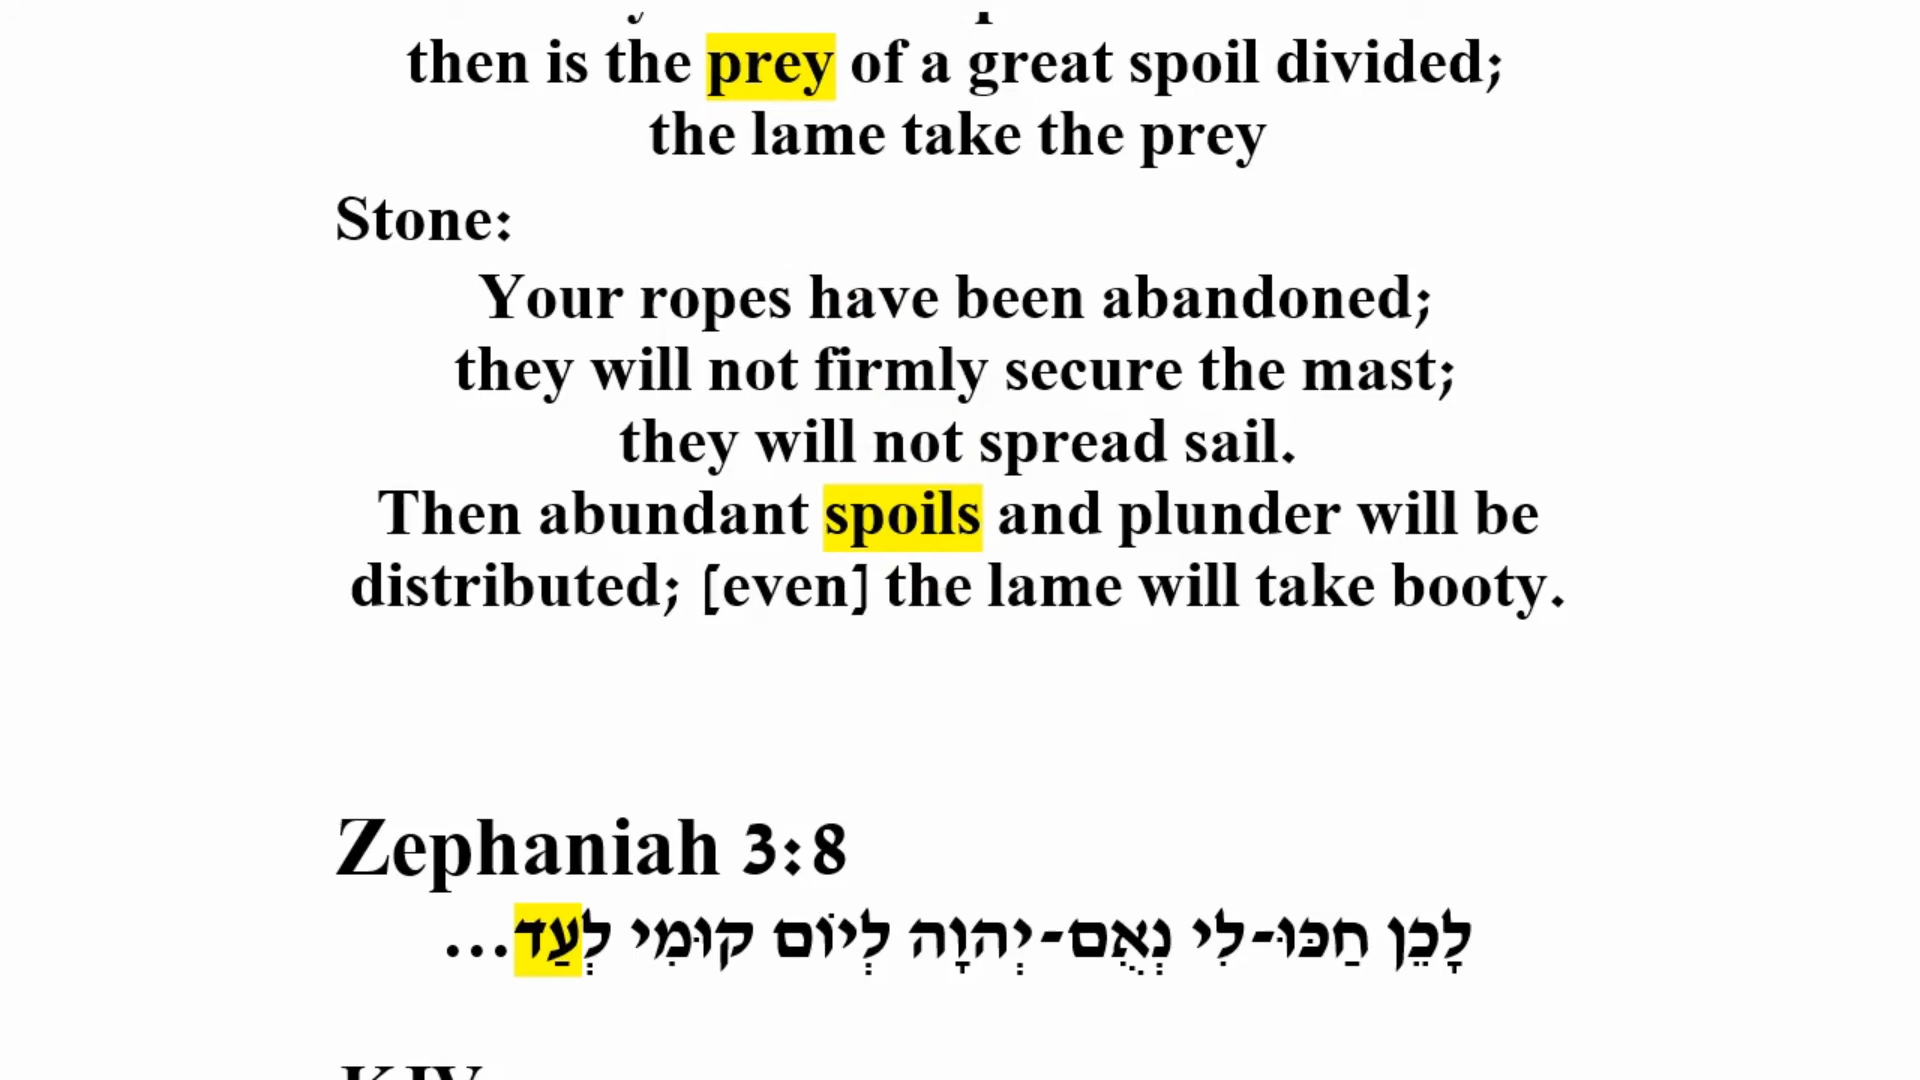 then is the prey of a great spoil divided;
the lame take the prey
Stone:
Your ropes have been abandoned;
they will not firmly secure the mast;
they will not spread sail.
Then abundant spoils and plunder will be
distributed; [even] the lame will take booty.
Zephaniah 3:8
לָכֵן חַכּוּ-לִי נְאֻם-יְהוָה לְיוֹם קוּמִי לְעַד...
KJV